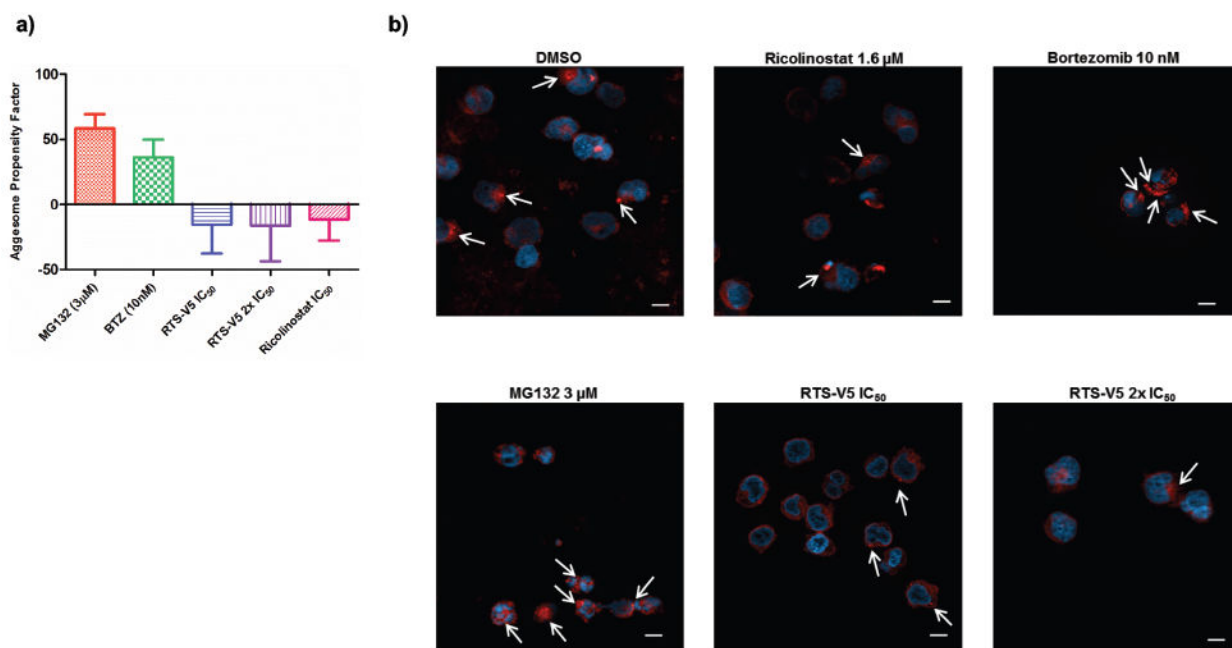 a)
b)
Aggesome Propensity Factor
100
50
0
-50
MG132 (3µM)
BTZ (10nM)
RTS-V5 IC₅₀
RTS-V5 2x IC₅₀
Ricolinostat IC₅₀
DMSO
Ricolinostat 1.6 µM
Bortezomib 10 nM
MG132 3 µM
RTS-V5 IC₅₀
RTS-V5 2x IC₅₀